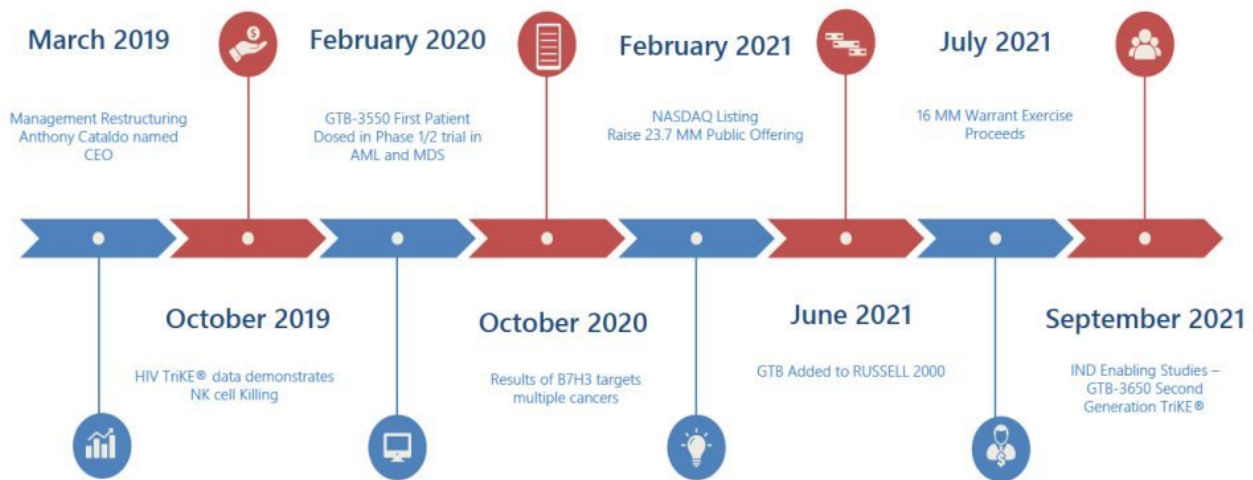 March 2019
Management Restructuring
Anthony Cataldo named
CEO
October 2019
HIV TriKE® data demonstrates
NK cell Killing
February 2020
GTB-3550 First Patient
Dosed in Phase 1/2 trial in
AML and MDS
October 2020
Results of B7H3 targets
multiple cancers
February 2021
NASDAQ Listing
Raise 23.7 MM Public Offering
June 2021
GTB Added to RUSSELL 2000
July 2021
16 MM Warrant Exercise
Proceeds
September 2021
IND Enabling Studies –
GTB-3650 Second
Generation TriKE®